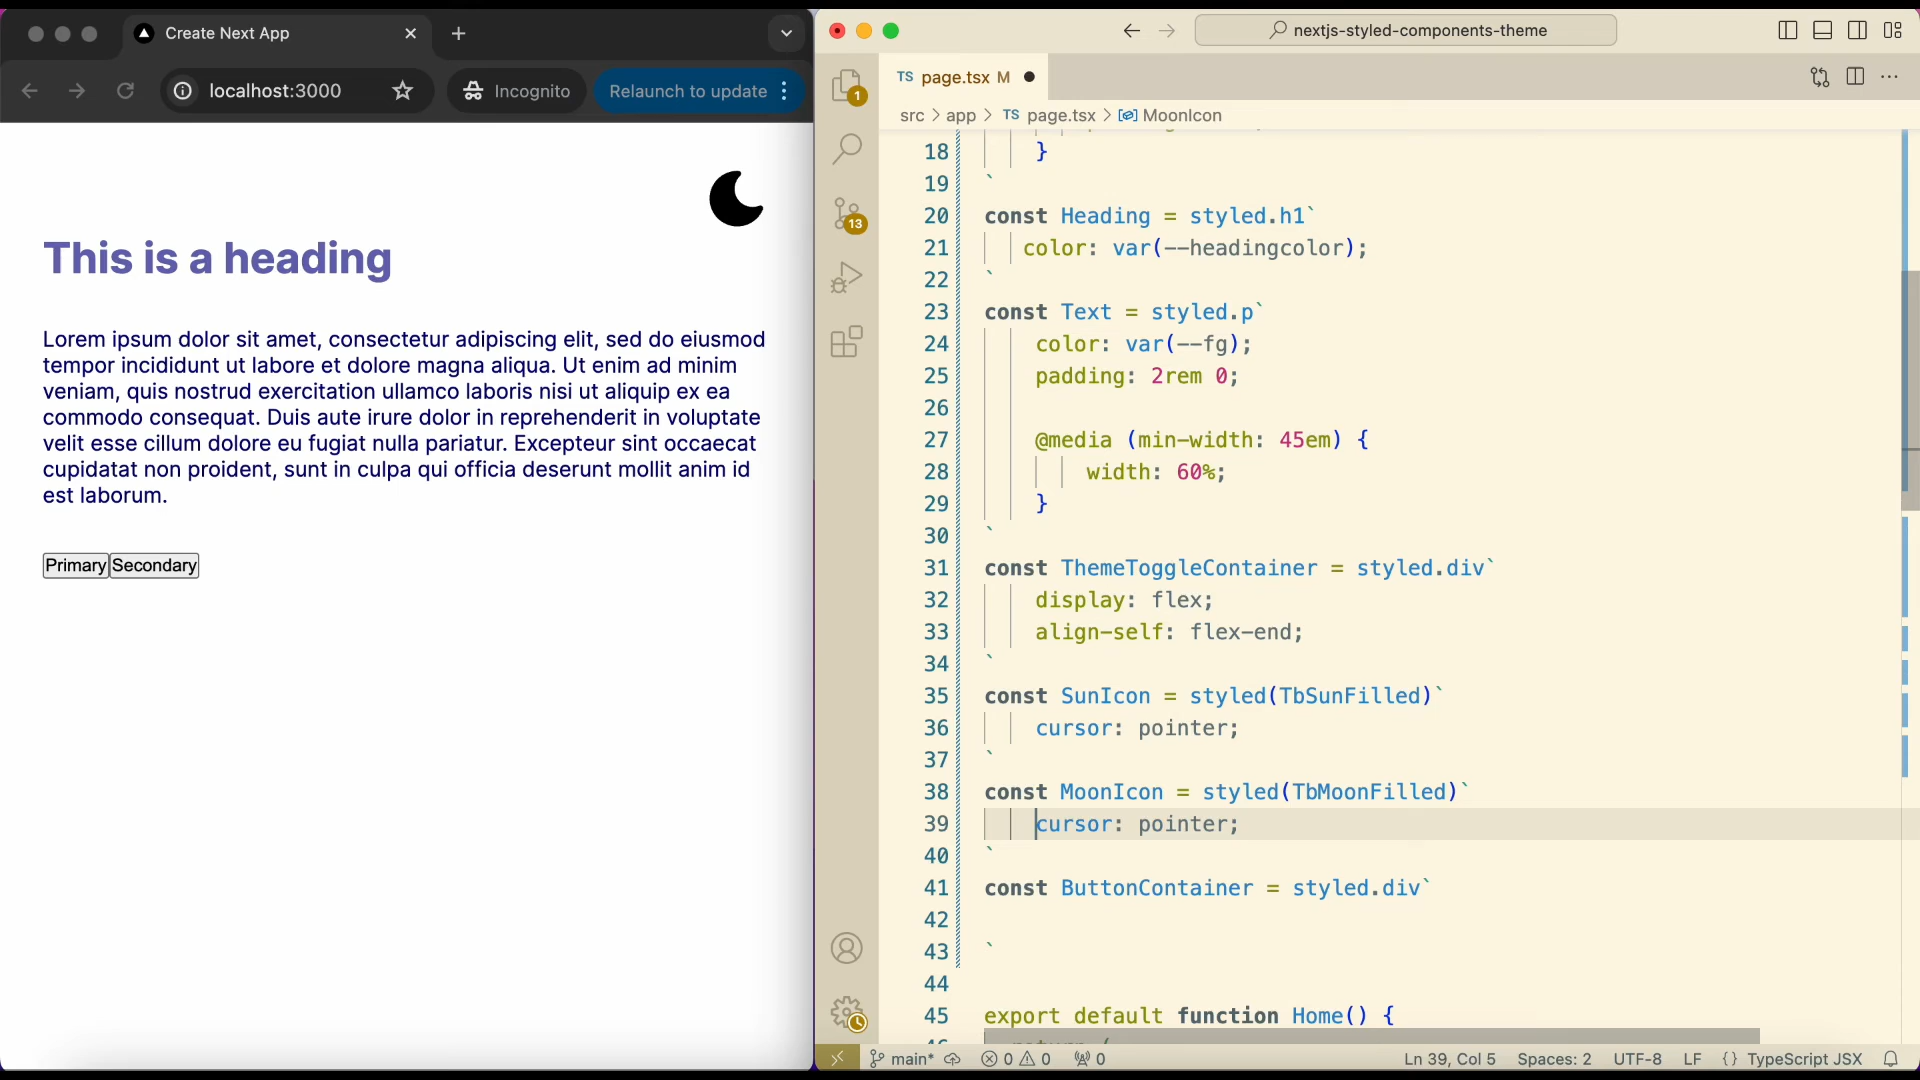 Create Next App
localhost:3000
Incognito
Relaunch to update
This is a heading
Lorem ipsum dolor sit amet, consectetur adipiscing elit, sed do eiusmod
tempor incididunt ut labore et dolore magna aliqua. Ut enim ad minim
veniam, quis nostrud exercitation ullamco laboris nisi ut aliquip ex ea
commodo consequat. Duis aute irure dolor in reprehenderit in voluptate
velit esse cillum dolore eu fugiat nulla pariatur. Excepteur sint occaecat
cupidatat non proident, sunt in culpa qui officia deserunt mollit anim id
est laborum.
Primary Secondary
nextjs-styled-components-theme
TS page.tsx M
src > app > TS page.tsx > MoonIcon
1
13
18 }
19 `
20 const Heading = styled.h1`
21 color: var(--headingcolor);
22 `
23 const Text = styled.p`
24 color: var(--fg);
25 padding: 2rem 0;
26
27 @media (min-width: 45em) {
28 width: 60%;
29 }
30 `
31 const ThemeToggleContainer = styled.div`
32 display: flex;
33 align-self: flex-end;
34 `
35 const SunIcon = styled(TbSunFilled)`
36 cursor: pointer;
37 `
38 const MoonIcon = styled(TbMoonFilled)`
39 cursor: pointer;
40 `
41 const ButtonContainer = styled.div`
42
43 `
44
45 export default function Home() {
main* 0 0 0 Ln 39, Col 5 Spaces: 2 UTF-8 LF {} TypeScript JSX